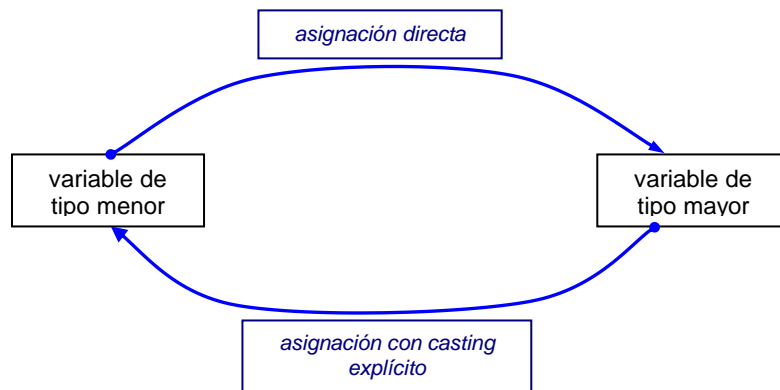 asignación directa
variable de
tipo menor
variable de
tipo mayor
asignación con casting
explícito